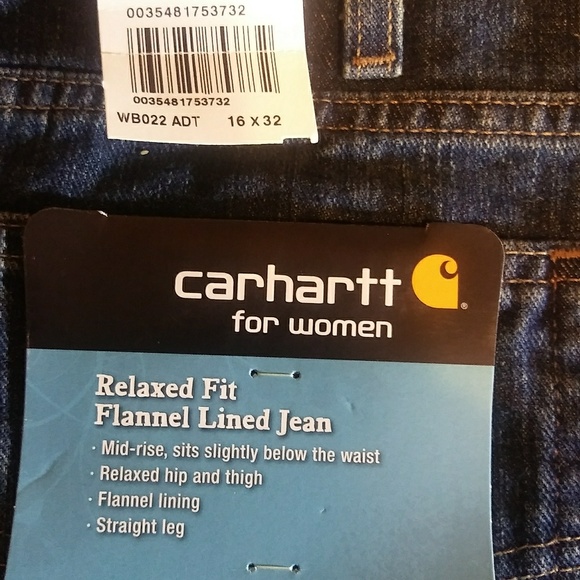 0035481753732
0035481753732
WB022 ADT 16 X 32
carhartt ®
for women
Relaxed Fit
Flannel Lined Jean
· Mid-rise, sits slightly below the waist
· Relaxed hip and thigh
· Flannel lining
· Straight leg